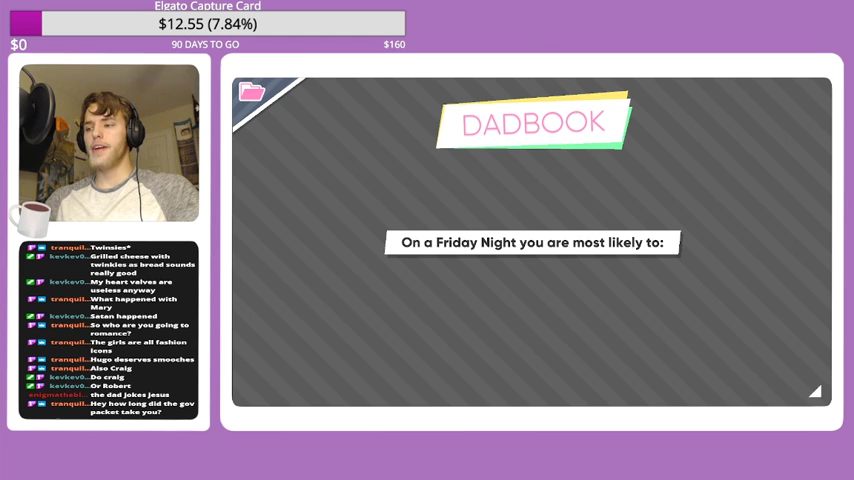 Elgato Capture Card
$12.55 (7.84%)
$0
90 DAYS TO GO
$160
DADBOOK
On a Friday Night you are most likely to:
tranquil...Twinsies*
kevkev0...Grilled cheese with
twinkies as bread sounds
really good
kevkev0...My heart valves are
useless anyway
tranquil...What happened with
Mary
kevkev0...Satan happened
tranquil...So who are you going to
romance?
tranquil...The girls are all fashion
icons
tranquil...Hugo deserves smooches
tranquil...Also Craig
kevkev0...Do craig
kevkev0...Or Robert
enigmathabi...the dad jokes jesus
tranquil...Hey how long did the gov
packet take you?